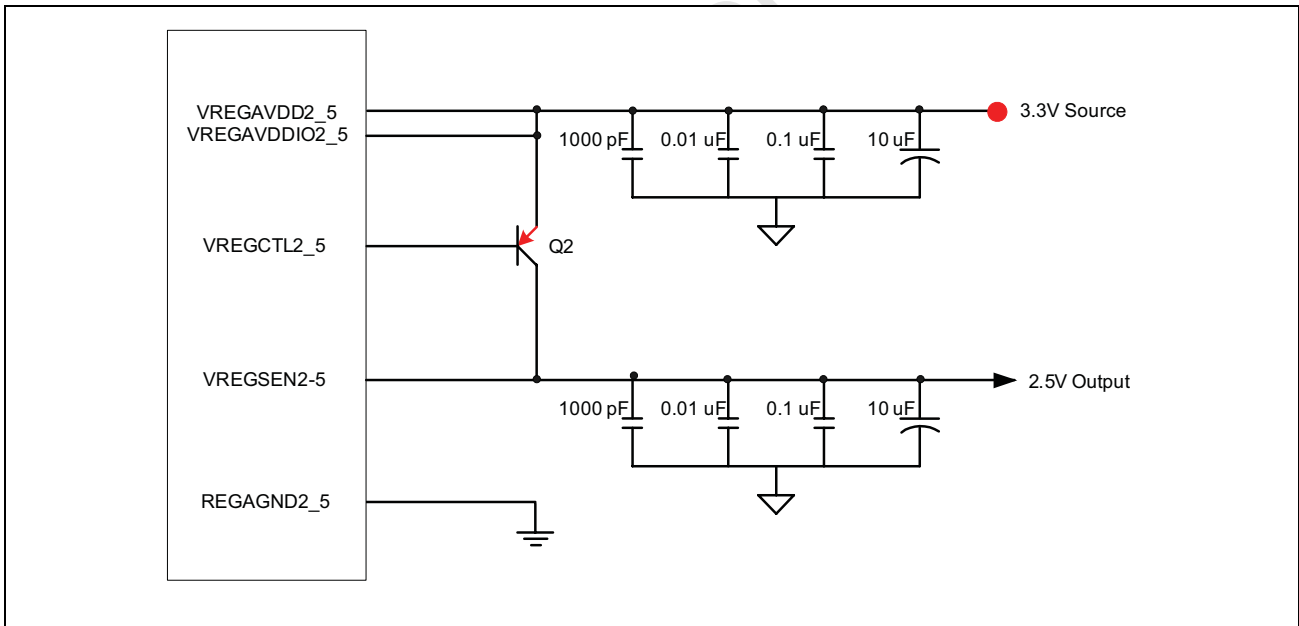 VREGAVDD2_5
VREGAVDDIO2_5
3.3V Source
1000 pF
0.01 uF
0.1 uF
10 uF
VREGCTL2_5
Q2
VREGSEN2-5
2.5V Output
1000 pF
0.01 uF
0.1 uF
10 uF
REGAGND2_5